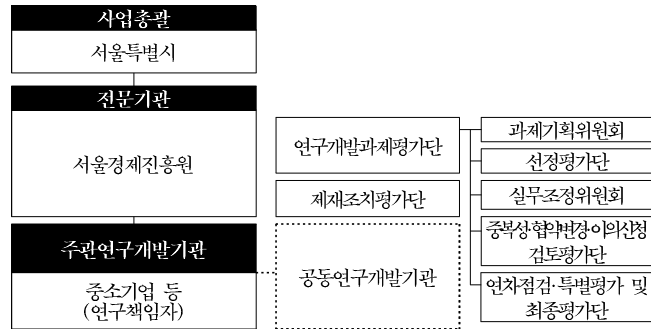 사업총괄
서울특별시
전문기관
서울경제진흥원
주관연구개발기관
중소기업 등
(연구책임자)
연구개발과제평가단
제재조치평가단
공동연구개발기관
과제기획위원회
선정평가단
실무조정위원회
중복성·협약변경·이의신청
검토평가단
연차점검·특별평가 및
최종평가단